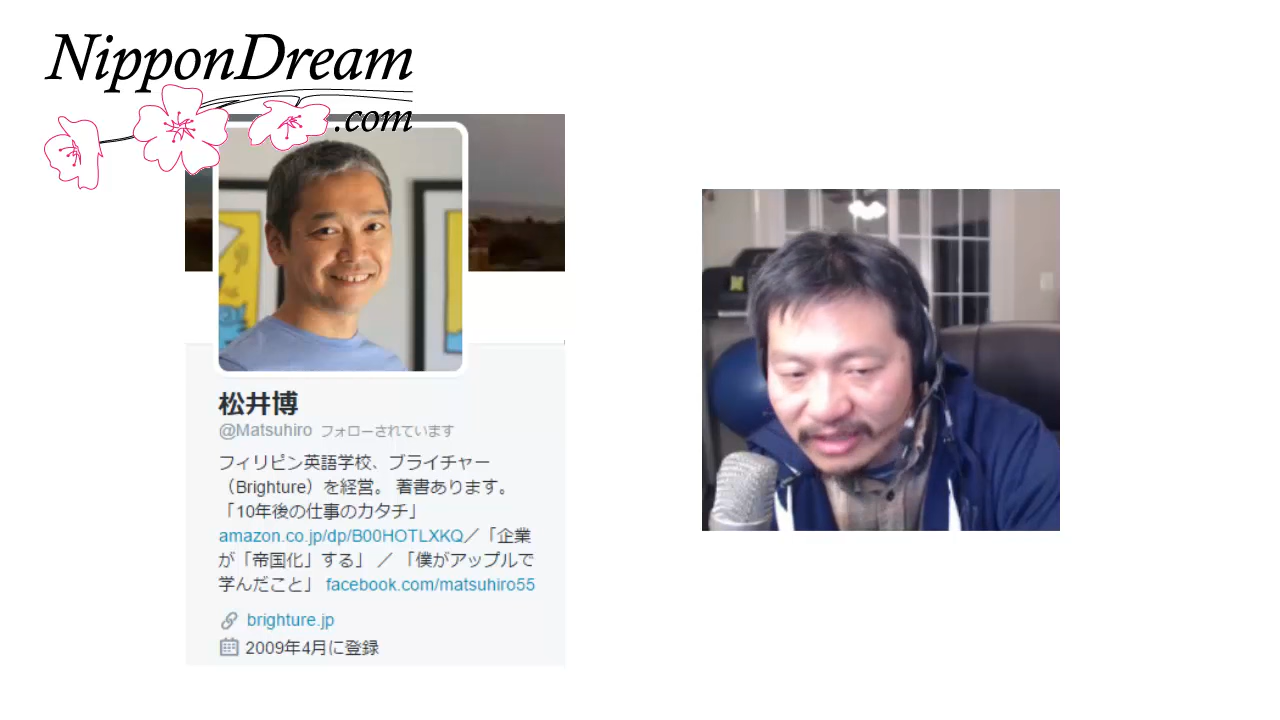 NipponDream
.com
松井博
@Matsuhiro フォローされています
フィリピン英語学校、ブライチャー
（Brighture）を経営。 著書あります。
「10年後の仕事のカタチ」
amazon.co.jp/dp/B00HOTLXKQ／「企業
が「帝国化」する」 ／ 「僕がアップルで
学んだこと」 facebook.com/matsuhiro55
brighture.jp
2009年4月に登録